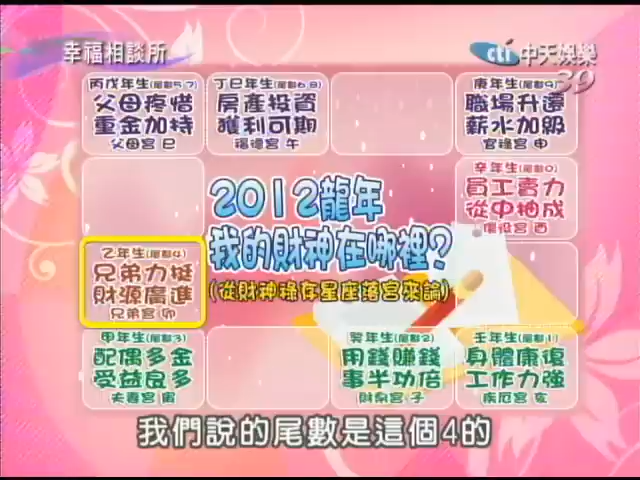 幸福相談所
cti 中天娛樂
39
丙戊年生(尾數5,7)
父母疼惜
重金加持
父母宮 巳
丁巳年生(尾數6,8)
房產投資
獲利可期
福德宮 午
庚年生(尾數9)
職場升遷
薪水加級
官祿宮 申
辛年生(尾數0)
員工賣力
從中抽成
僕役宮 酉
2012龍年
我的財神在哪裡?
(從財神祿存星座落宮來論)
乙年生(尾數4)
兄弟力挺
財源廣進
兄弟宮 卯
甲年生(尾數3)
配偶多金
受益良多
夫妻宮 寅
癸年生(尾數2)
用錢賺錢
事半功倍
財帛宮 子
壬年生(尾數1)
身體康復
工作力強
疾厄宮 亥
我們說的尾數是這個4的